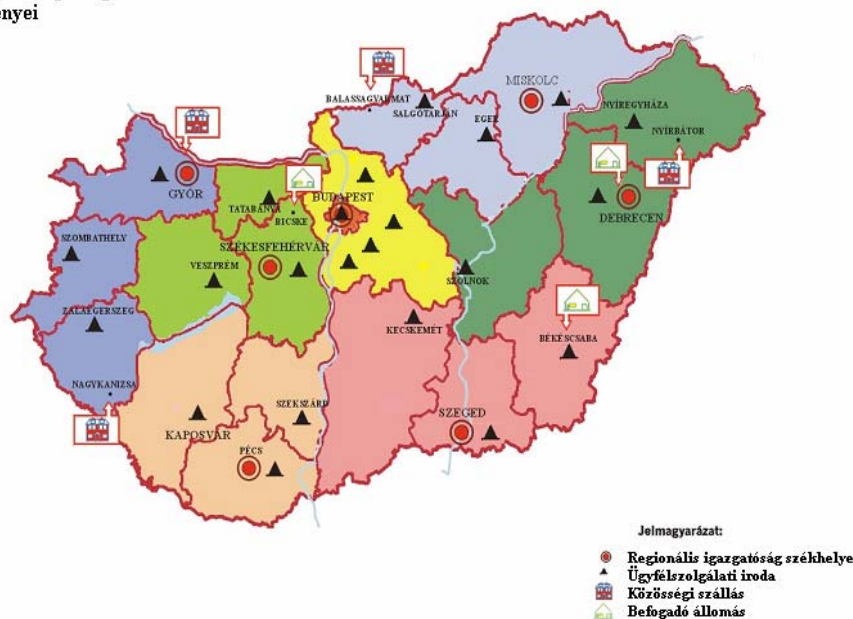 ényei
MISKOLC
BALASSAGYARMAT
SALGÓTARJÁN
NYÍREGYHÁZA
EGER
NYÍRBÁTOR
GYŐR
TATABÁNYA
BICSKE
BUDAPEST
DEBRECEN
SZOMBATHELY
SZÉKESFEHÉRVÁR
VESZPRÉM
SZOLNOK
ZALAEGERSZEG
KECSKEMÉT
BÉKÉSCSABA
NAGYKANIZSA
SZEKSZÁRD
SZEGED
KAPOSVÁR
PÉCS
Jelmagyarázat:
Regionális igazgatóság székhelye
Ügyfélszolgálati iroda
Közösségi szállás
Befogadó állomás